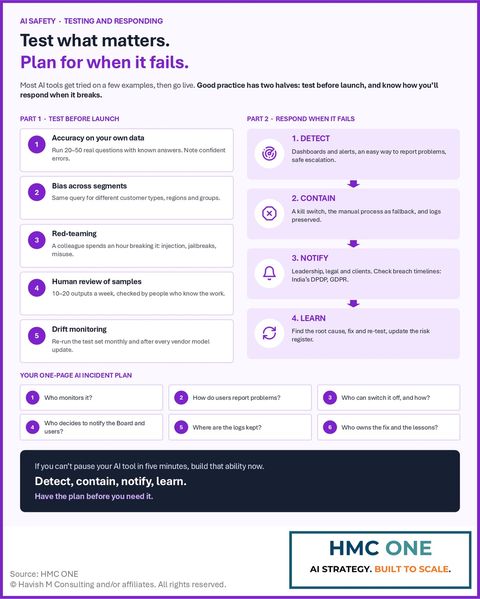 AI SAFETY · TESTING AND RESPONDING
Test what matters.
Plan for when it fails.
Most AI tools get tried on a few examples, then go live. Good practice has two halves: test before launch, and know how you'll
respond when it breaks.
PART 1 · TEST BEFORE LAUNCH
1
Accuracy on your own data
Run 20–50 real questions with known answers. Note confident
errors.
2
Bias across segments
Same query for different customer types, regions and groups.
3
Red-teaming
A colleague spends an hour breaking it: injection, jailbreaks,
misuse.
4
Human review of samples
10–20 outputs a week, checked by people who know the work.
5
Drift monitoring
Re-run the test set monthly and after every vendor model
update.
PART 2 · RESPOND WHEN IT FAILS
1. DETECT
Dashboards and alerts, an easy way to report problems,
safe escalation.
2. CONTAIN
A kill switch, the manual process as fallback, and logs
preserved.
3. NOTIFY
Leadership, legal and clients. Check breach timelines:
India's DPDP, GDPR.
4. LEARN
Find the root cause, fix and re-test, update the risk
register.
YOUR ONE-PAGE AI INCIDENT PLAN
1 Who monitors it?
2 How do users report problems?
3 Who can switch it off, and how?
4 Who decides to notify the Board and
users?
5 Where are the logs kept?
6 Who owns the fix and the lessons?
If you can't pause your AI tool in five minutes, build that ability now.
Detect, contain, notify, learn.
Have the plan before you need it.
HMC ONE
AI STRATEGY. BUILT TO SCALE.
Source: HMC ONE
© Havish M Consulting and/or affiliates. All rights reserved.